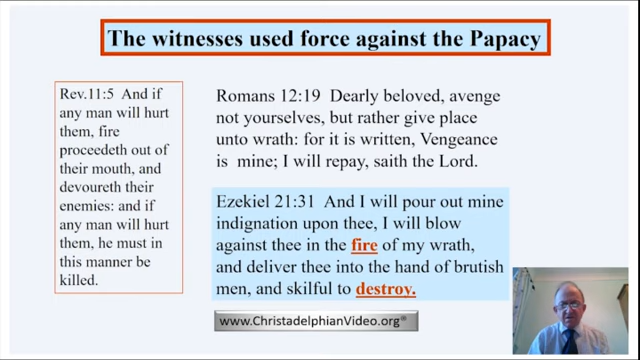 The witnesses used force against the Papacy
Rev.11:5 And if
any man will hurt
them, fire
proceedeth out of
their mouth, and
devoureth their
enemies: and if
any man will hurt
them, he must in
this manner be
killed.
Romans 12:19 Dearly beloved, avenge
not yourselves, but rather give place
unto wrath: for it is written, Vengeance
is mine; I will repay, saith the Lord.
Ezekiel 21:31 And I will pour out mine
indignation upon thee, I will blow
against thee in the fire of my wrath,
and deliver thee into the hand of brutish
men, and skilful to destroy.
www.ChristadelphianVideo.org®